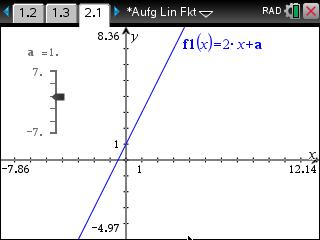 1.2 1.3 2.1 *Aufg Lin Fkt RAD
8.36 y
f1(x)=2·x+a
a =1.
7.
-7.
1
x
-7.86 1 12.14
-4.97